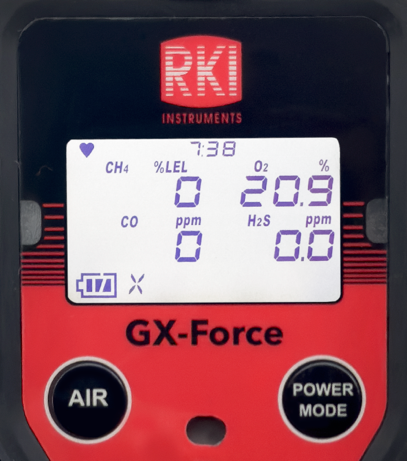 RKI
INSTRUMENTS
7:38
CH₄ %LEL O₂ %
0 20.9
CO ppm H₂S ppm
0 0.0
GX-Force
AIR
POWER
MODE